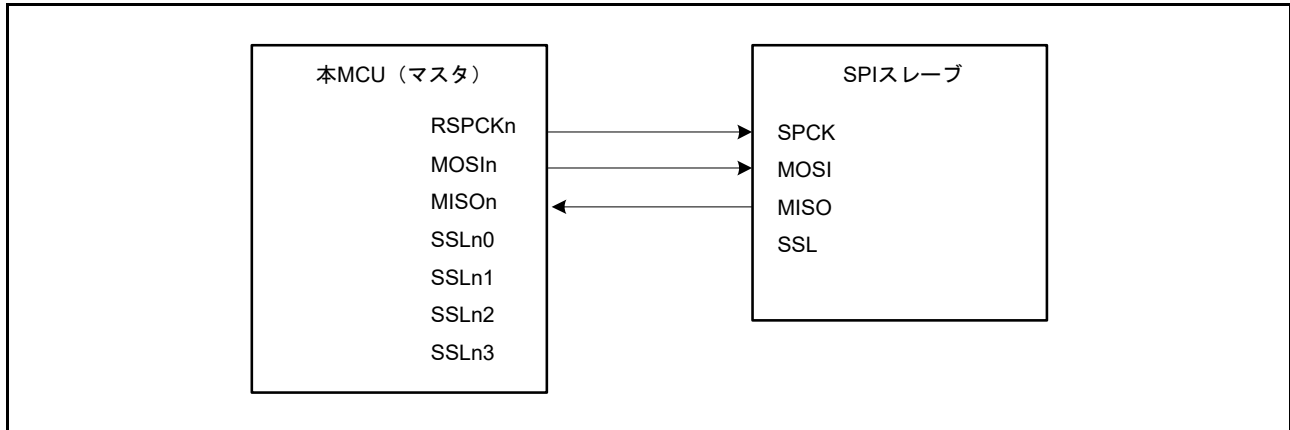 本MCU（マスタ）
RSPCKn
MOSIn
MISOn
SSLn0
SSLn1
SSLn2
SSLn3
SPIスレーブ
SPCK
MOSI
MISO
SSL